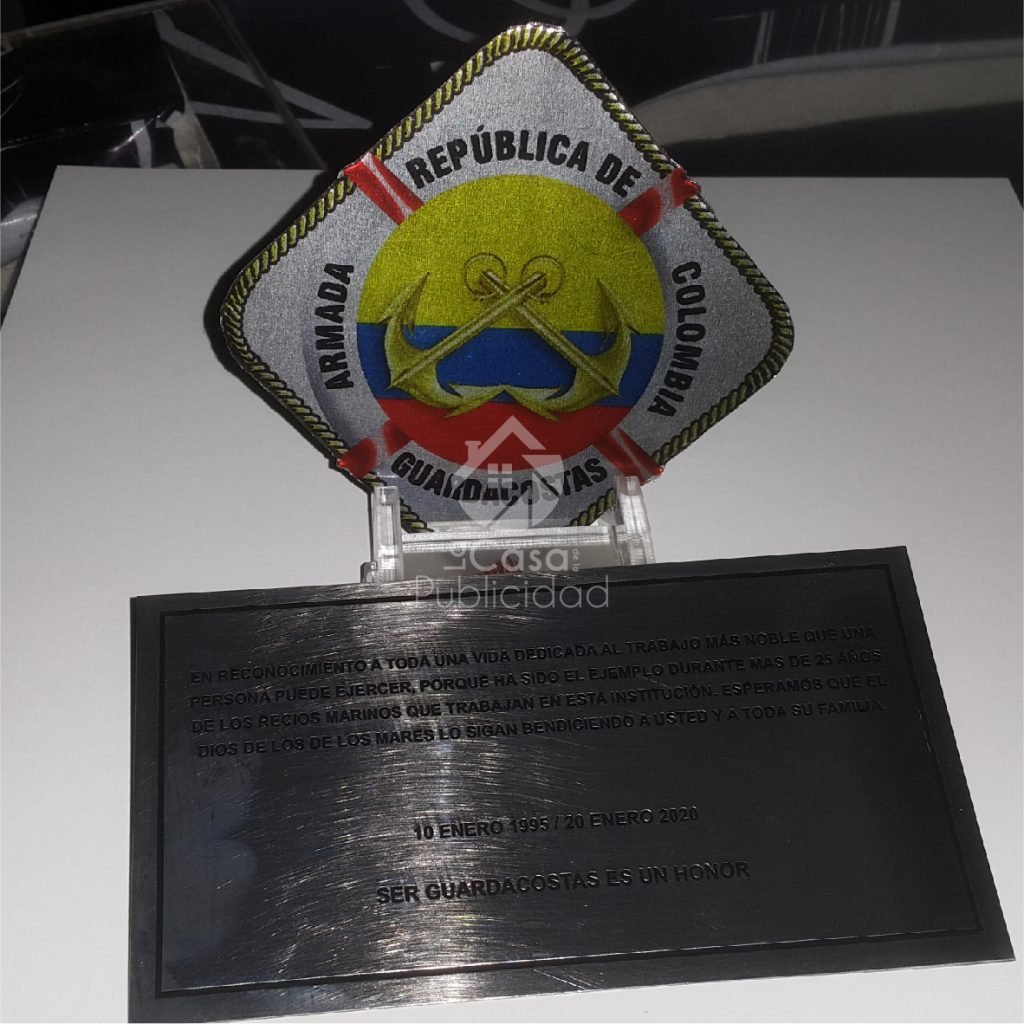 REPÚBLICA DE
ARMADA
COLOMBIA
GUARDACOSTAS
La Casa de la
Publicidad
EN RECONOCIMIENTO A TODA UNA VIDA DEDICADA AL TRABAJO MÁS NOBLE QUE UNA
PERSONA PUEDE EJERCER, PORQUE HA SIDO EL EJEMPLO DURANTE MAS DE 25 AÑOS
DE LOS RECIOS MARINOS QUE TRABAJAN EN ESTA INSTITUCIÓN. ESPERAMOS QUE EL
DIOS DE LOS DE LOS MARES LO SIGAN BENDICIENDO A USTED Y A TODA SU FAMILIA.
10 ENERO 1995 / 20 ENERO 2020
SER GUARDACOSTAS ES UN HONOR